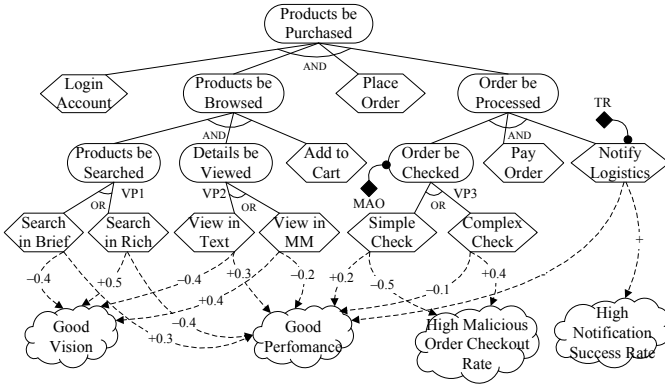 Products be
Purchased
AND
Login
Account
Products be
Browsed
Place
Order
Order be
Processed
TR
AND
AND
Products be
Searched
Details be
Viewed
Add to
Cart
Order be
Checked
Pay
Order
Notify
Logistics
VP1
OR
VP2
OR
MAO
OR
VP3
Search
in Brief
Search
in Rich
View in
Text
View in
MM
Simple
Check
Complex
Check
−0.4
+0.5
−0.4
+0.3
−0.2
+0.2
−0.5
+0.4
+
+0.4
−0.1
−0.4
+0.3
Good
Vision
Good
Perfomance
High Malicious
Order Checkout
Rate
High
Notification
Success Rate